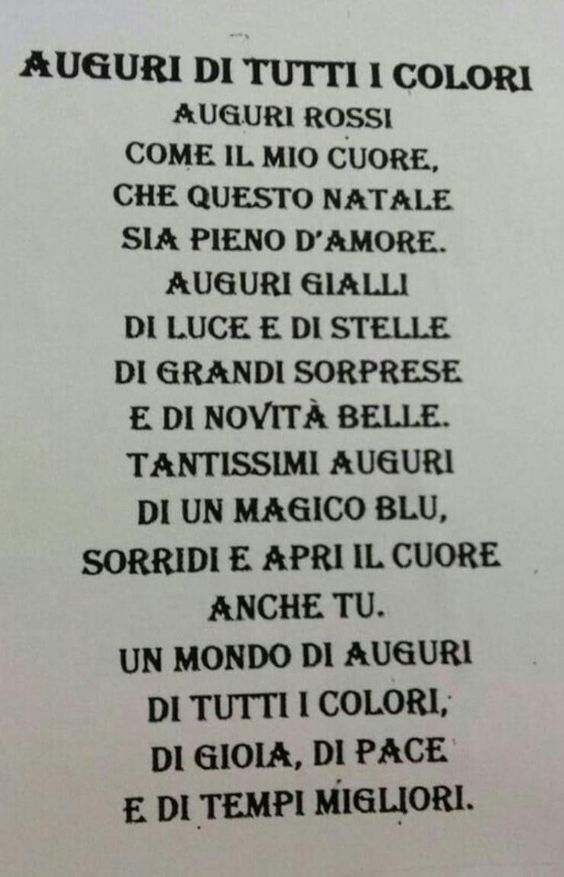 AUGURI DI TUTTI I COLORI
AUGURI ROSSI
COME IL MIO CUORE,
CHE QUESTO NATALE
SIA PIENO D'AMORE.
AUGURI GIALLI
DI LUCE E DI STELLE
DI GRANDI SORPRESE
E DI NOVITÀ BELLE.
TANTISSIMI AUGURI
DI UN MAGICO BLU,
SORRIDI E APRI IL CUORE
ANCHE TU.
UN MONDO DI AUGURI
DI TUTTI I COLORI,
DI GIOIA, DI PACE
E DI TEMPI MIGLIORI.